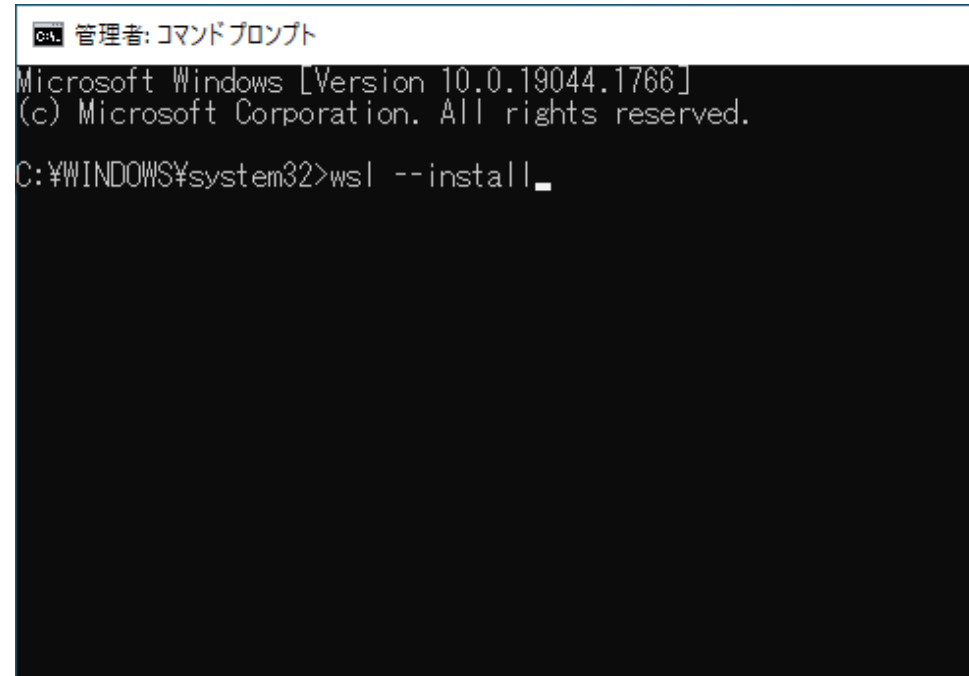 管理者: コマンド プロンプト
Microsoft Windows [Version 10.0.19044.1766]
(c) Microsoft Corporation. All rights reserved.
C:¥WINDOWS¥system32>wsl --install